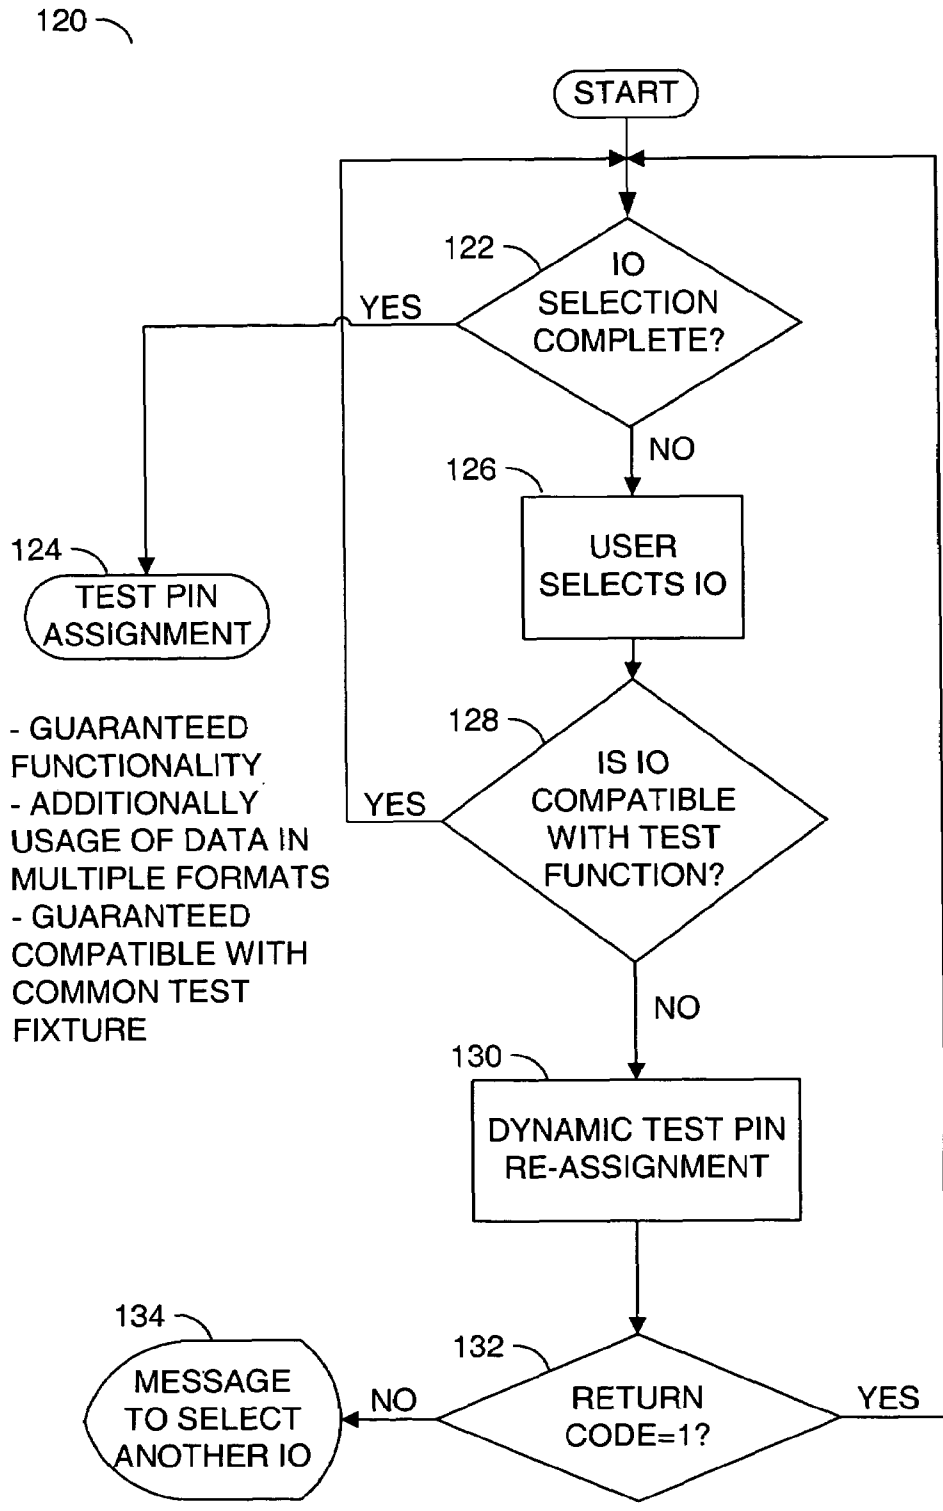 120
START
122
IO
SELECTION
COMPLETE?
YES
NO
126
USER
SELECTS IO
124
TEST PIN
ASSIGNMENT
- GUARANTEED
FUNCTIONALITY
- ADDITIONALLY
USAGE OF DATA IN
MULTIPLE FORMATS
- GUARANTEED
COMPATIBLE WITH
COMMON TEST
FIXTURE
128
IS IO
COMPATIBLE
WITH TEST
FUNCTION?
YES
NO
130
DYNAMIC TEST PIN
RE-ASSIGNMENT
132
RETURN
CODE=1?
YES
NO
134
MESSAGE
TO SELECT
ANOTHER IO